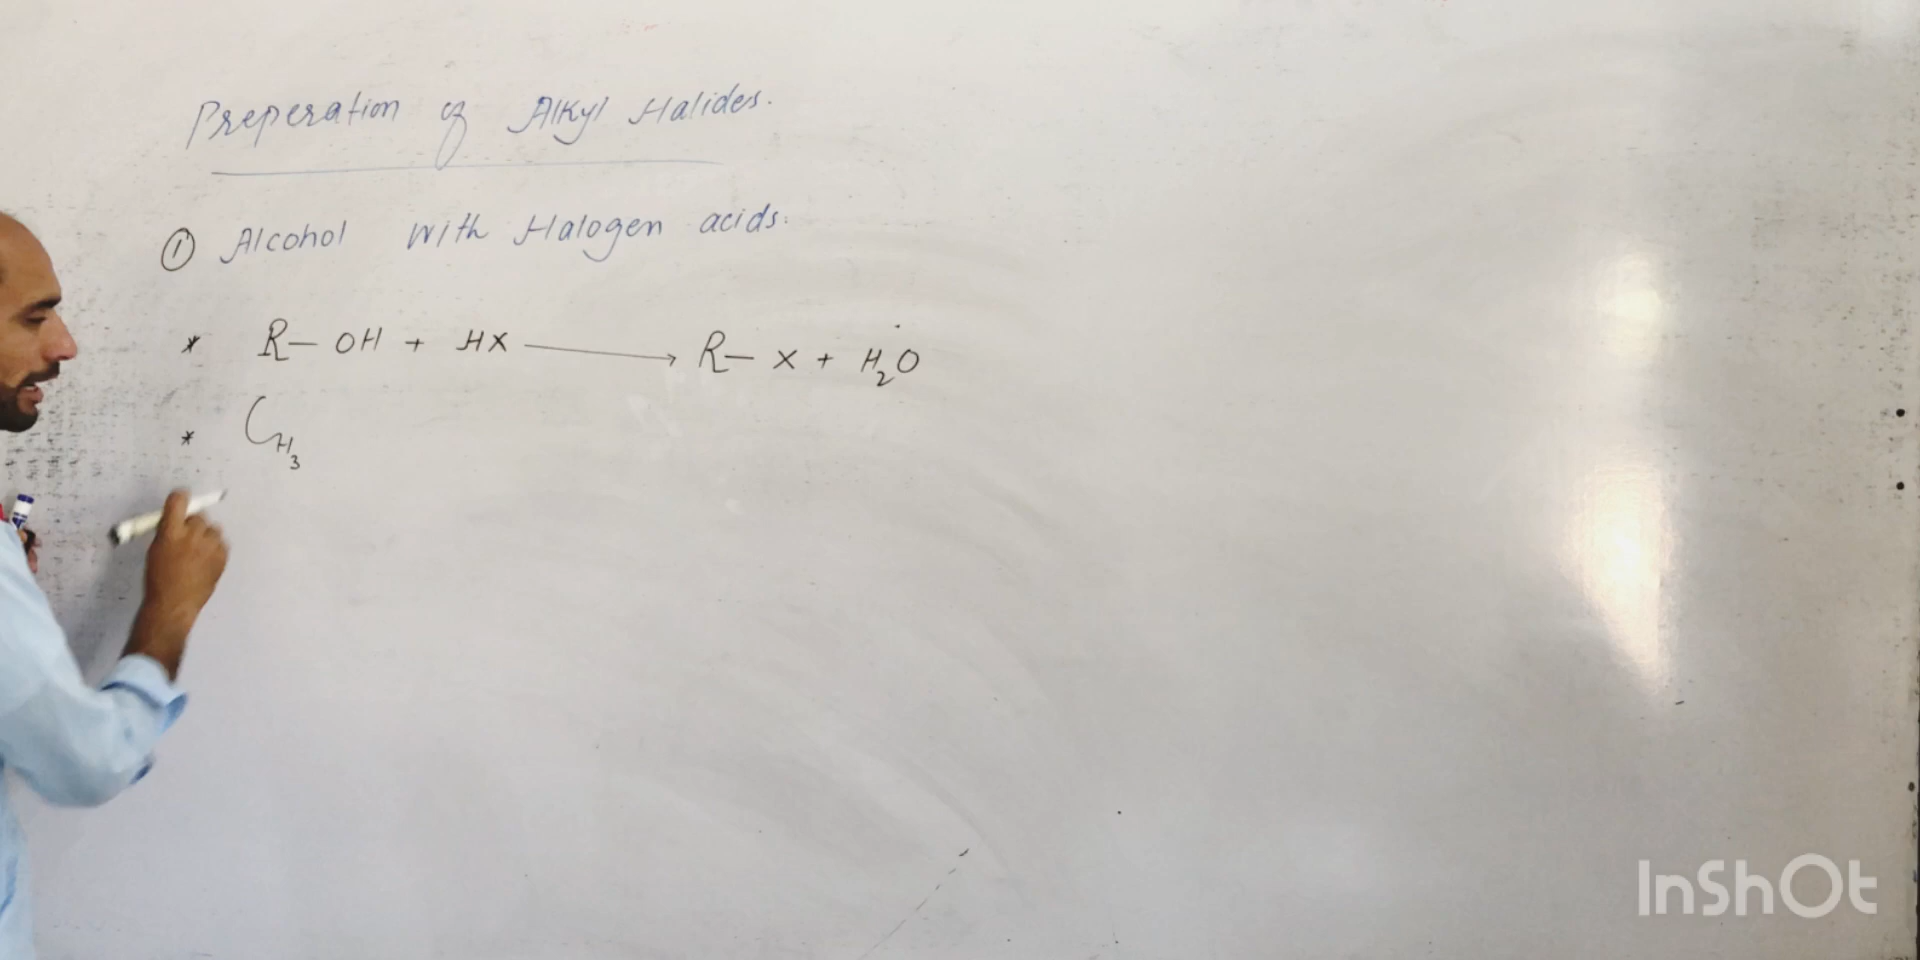 Preperation of Alkyl Halides.
① Alcohol with Halogen acids.
* R— OH + HX ⟶ R— X + H₂O
* CH₃
InShOt